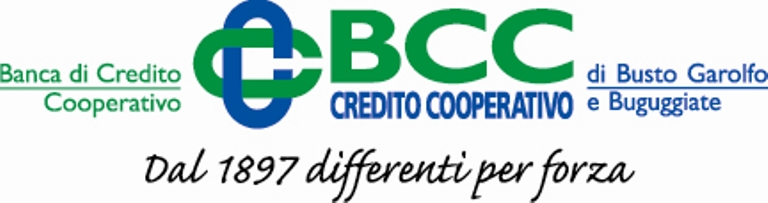 Banca di Credito
Cooperativo
BCC
CREDITO COOPERATIVO
di Busto Garolfo
e Buguggiate
Dal 1897 differenti per forza